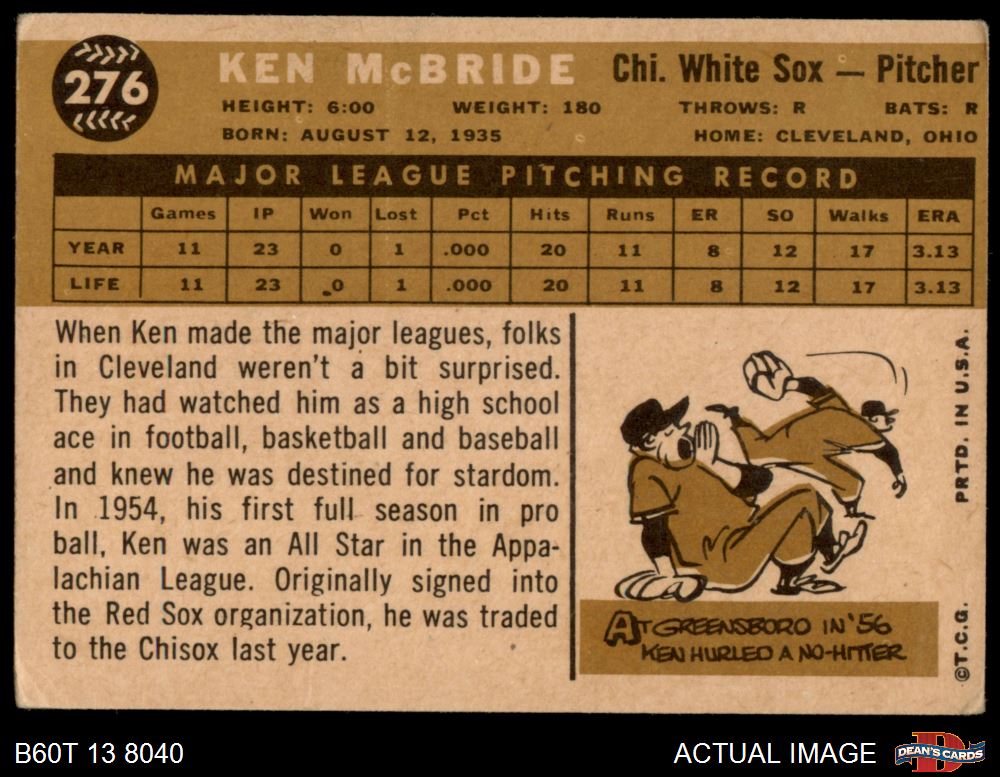 276
KEN McBRIDE Chi. White Sox — Pitcher
HEIGHT: 6:00 WEIGHT: 180 THROWS: R BATS: R
BORN: AUGUST 12, 1935 HOME: CLEVELAND, OHIO
MAJOR LEAGUE PITCHING RECORD
Games IP Won Lost Pct Hits Runs ER SO Walks ERA
YEAR 11 23 0 1 .000 20 11 8 12 17 3.13
LIFE 11 23 0 1 .000 20 11 8 12 17 3.13
When Ken made the major leagues, folks
in Cleveland weren't a bit surprised.
They had watched him as a high school
ace in football, basketball and baseball
and knew he was destined for stardom.
In 1954, his first full season in pro
ball, Ken was an All Star in the Appa-
lachian League. Originally signed into
the Red Sox organization, he was traded
to the Chisox last year.
AT GREENSBORO IN '56
KEN HURLED A NO-HITTER
©T.C.G. PRTD. IN U.S.A.
B60T 13 8040 ACTUAL IMAGE
DEAN'S CARDS